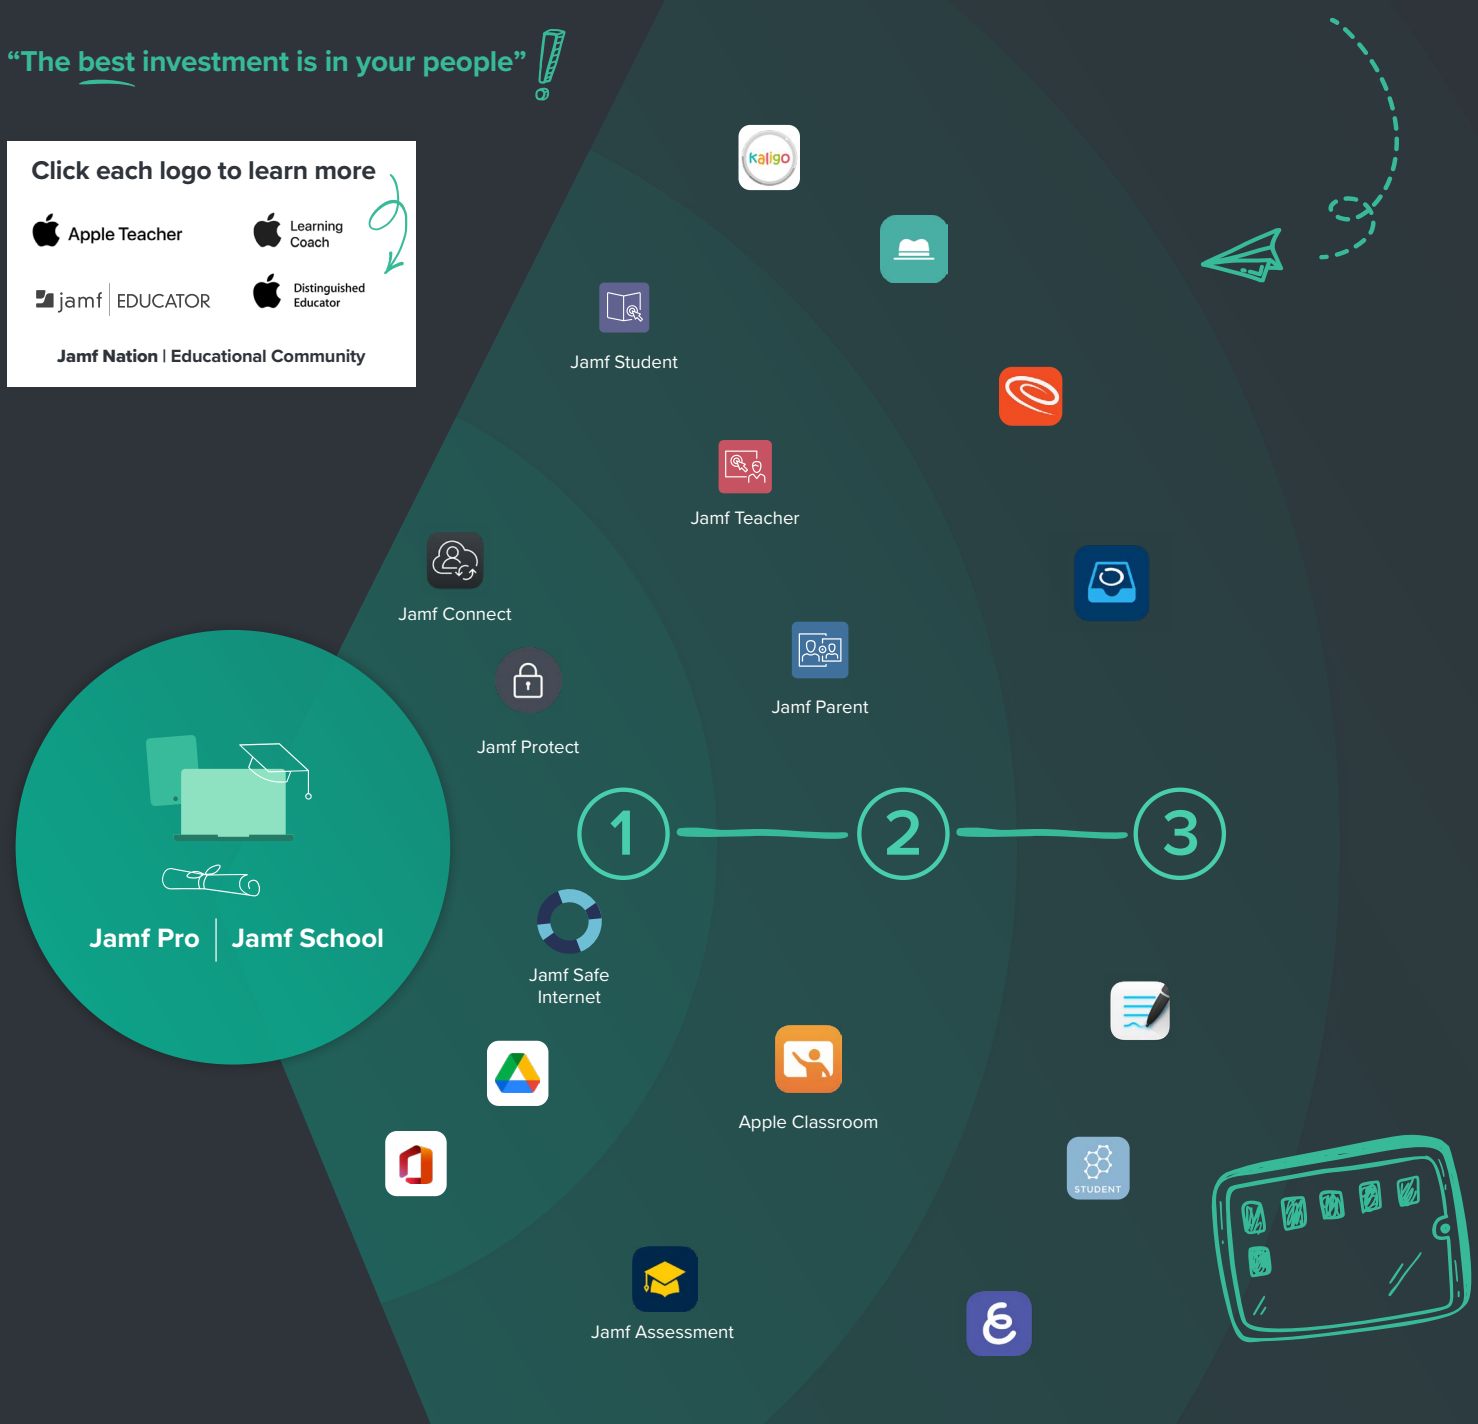 “The best investment is in your people”
Click each logo to learn more
Apple Teacher
Learning
Coach
jamf | EDUCATOR
Distinguished
Educator
Jamf Nation | Educational Community
kaligo
Jamf Student
Jamf Teacher
Jamf Connect
Jamf Parent
Jamf Protect
1
2
3
Jamf Pro | Jamf School
Jamf Safe
Internet
Apple Classroom
STUDENT
Jamf Assessment